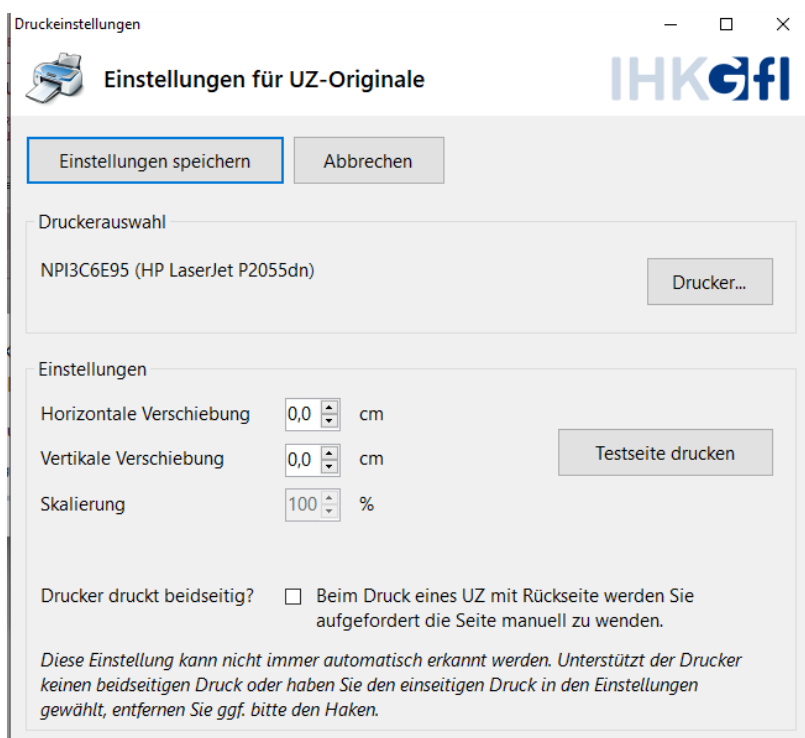 Druckeinstellungen
Einstellungen für UZ-Originale
IHKGfI
Einstellungen speichern
Abbrechen
Druckerauswahl
NPI3C6E95 (HP LaserJet P2055dn)
Drucker...
Einstellungen
Horizontale Verschiebung 0,0 cm
Vertikale Verschiebung 0,0 cm
Testseite drucken
Skalierung 100 %
Drucker druckt beidseitig? Beim Druck eines UZ mit Rückseite werden Sie
aufgefordert die Seite manuell zu wenden.
Diese Einstellung kann nicht immer automatisch erkannt werden. Unterstützt der Drucker
keinen beidseitigen Druck oder haben Sie den einseitigen Druck in den Einstellungen
gewählt, entfernen Sie ggf. bitte den Haken.